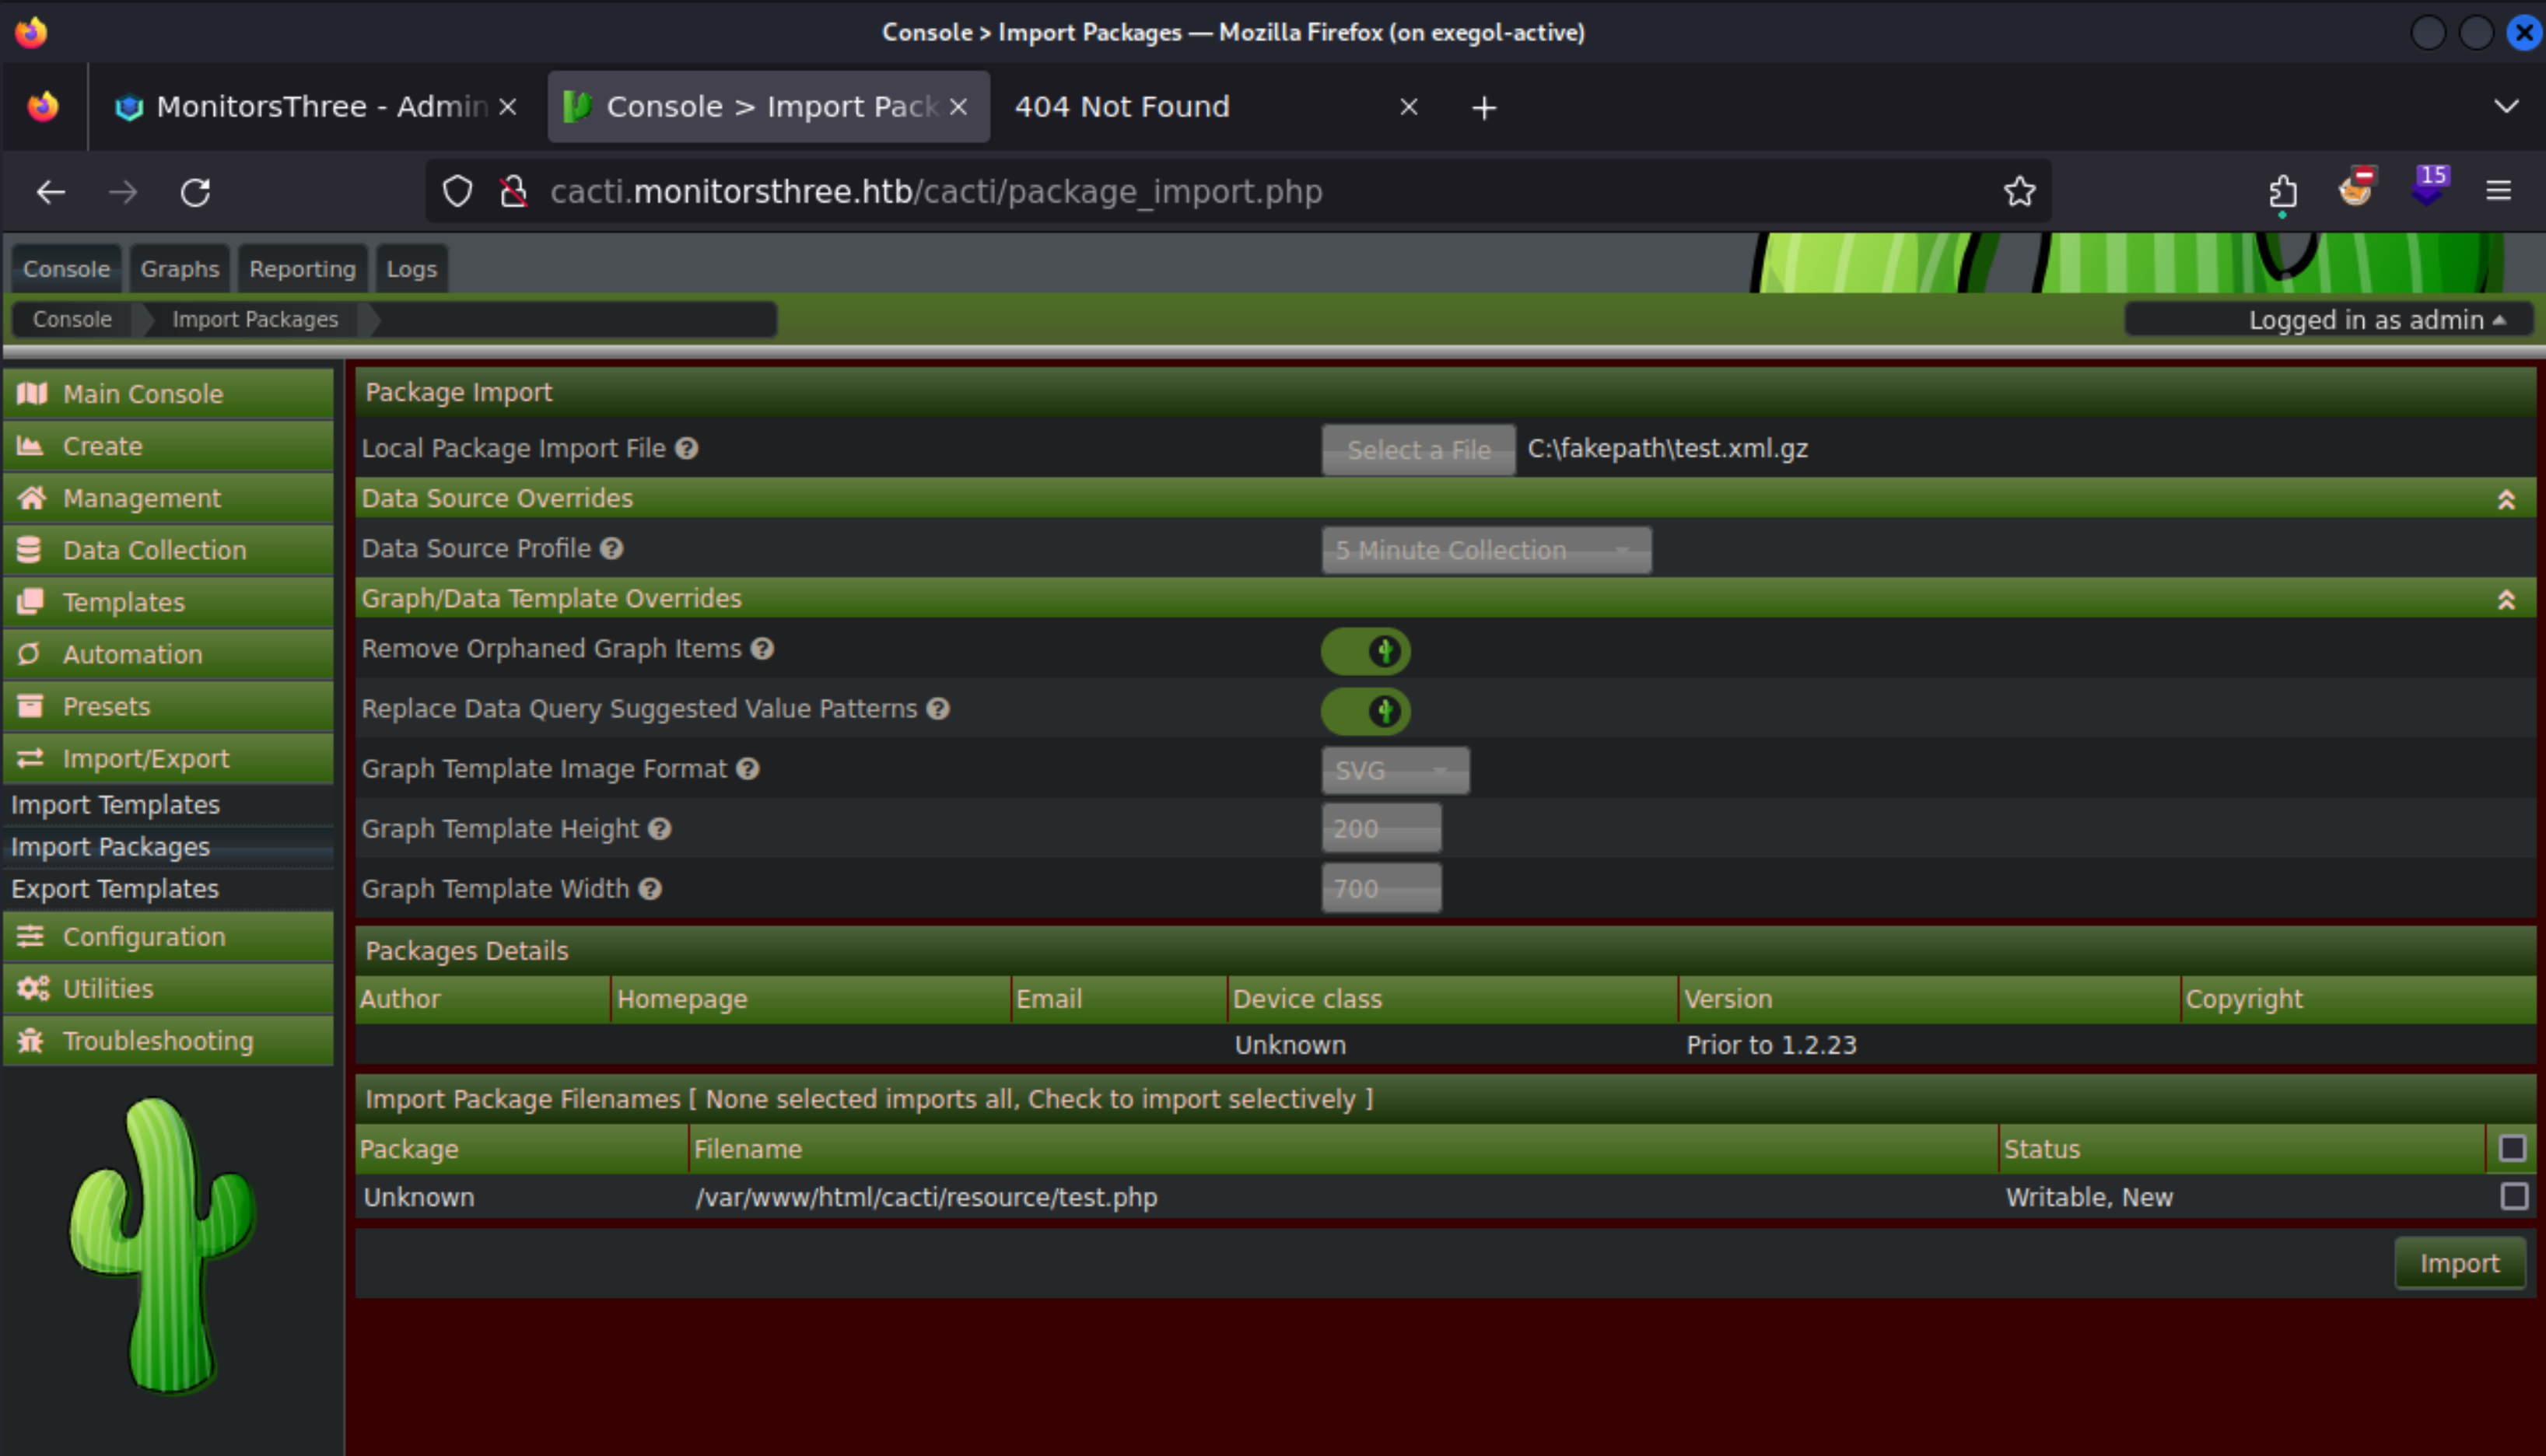 Console > Import Packages — Mozilla Firefox (on exegol-active)
MonitorsThree - Admin
Console > Import Pack
404 Not Found
cacti.monitorsthree.htb/cacti/package_import.php
15
Console Graphs Reporting Logs
Console Import Packages
Logged in as admin
Main Console
Create
Management
Data Collection
Templates
Automation
Presets
Import/Export
Import Templates
Import Packages
Export Templates
Configuration
Utilities
Troubleshooting
Package Import
Local Package Import File Select a File C:\fakepath\test.xml.gz
Data Source Overrides
Data Source Profile 5 Minute Collection
Graph/Data Template Overrides
Remove Orphaned Graph Items
Replace Data Query Suggested Value Patterns
Graph Template Image Format SVG
Graph Template Height 200
Graph Template Width 700
Packages Details
Author Homepage Email Device class Version Copyright
Unknown Prior to 1.2.23
Import Package Filenames [ None selected imports all, Check to import selectively ]
Package Filename Status
Unknown /var/www/html/cacti/resource/test.php Writable, New
Import